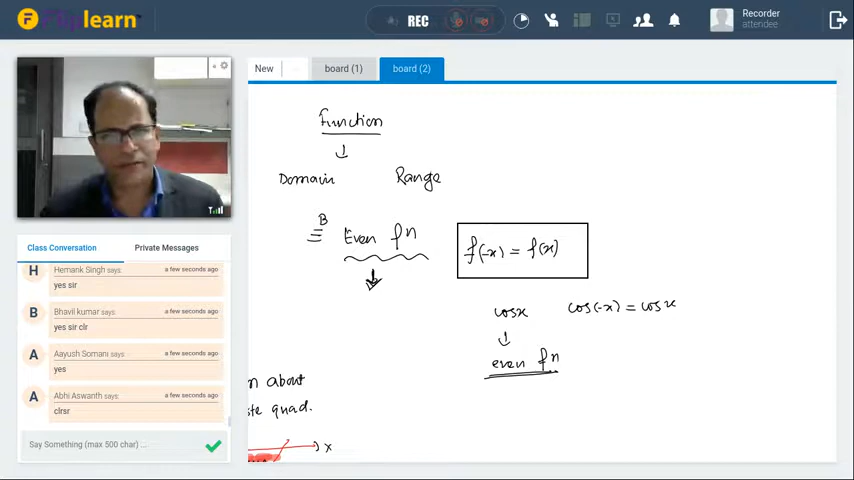 Fliplearn
REC
Recorder
attendee
New
board (1)
board (2)
Function
Domain
Range
B
Even fn
f(-x) = f(x)
cosx
cos(-x) = cosx
even fn
n about
te quad.
x
Class Conversation
Private Messages
H
Hemank Singh says:
a few seconds ago
yes sir
B
Bhavil kumar says:
a few seconds ago
yes sir clr
A
Aayush Somani says:
a few seconds ago
yes
A
Abhi Aswanth says:
a few seconds ago
clrsr
Say Something (max 500 char) ...